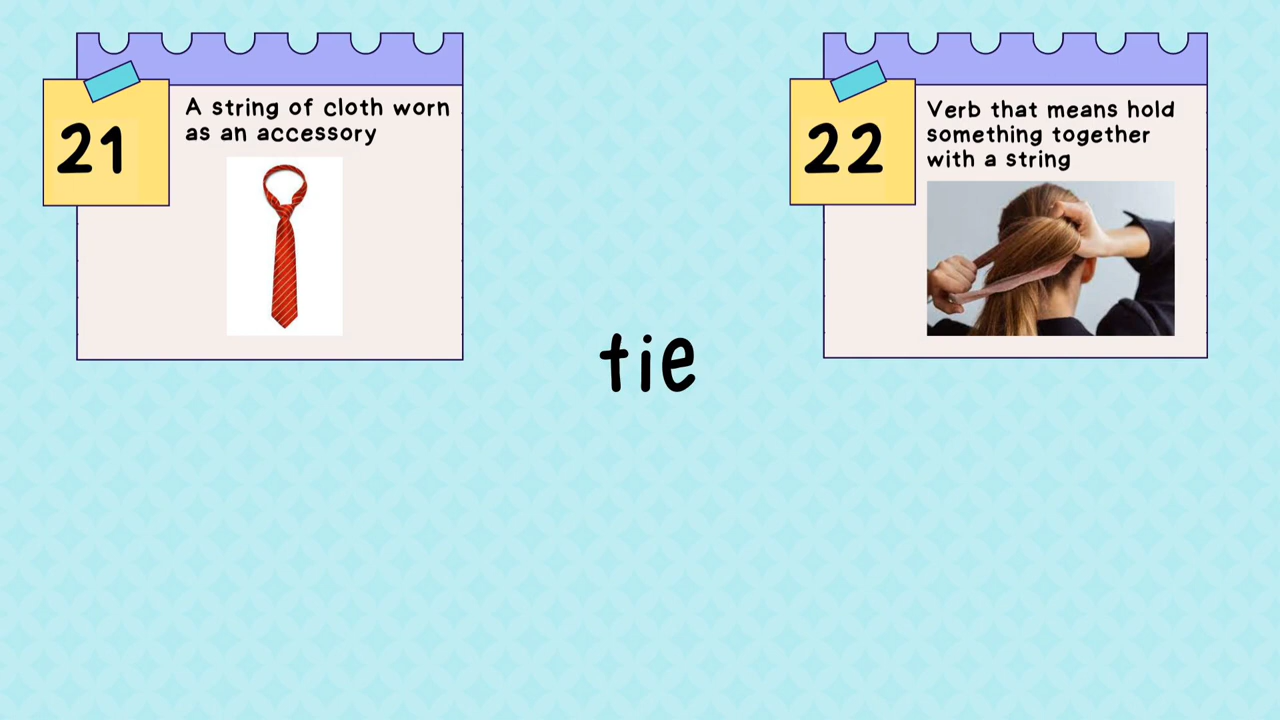 21
A string of cloth worn
as an accessory
22
Verb that means hold
something together
with a string
tie